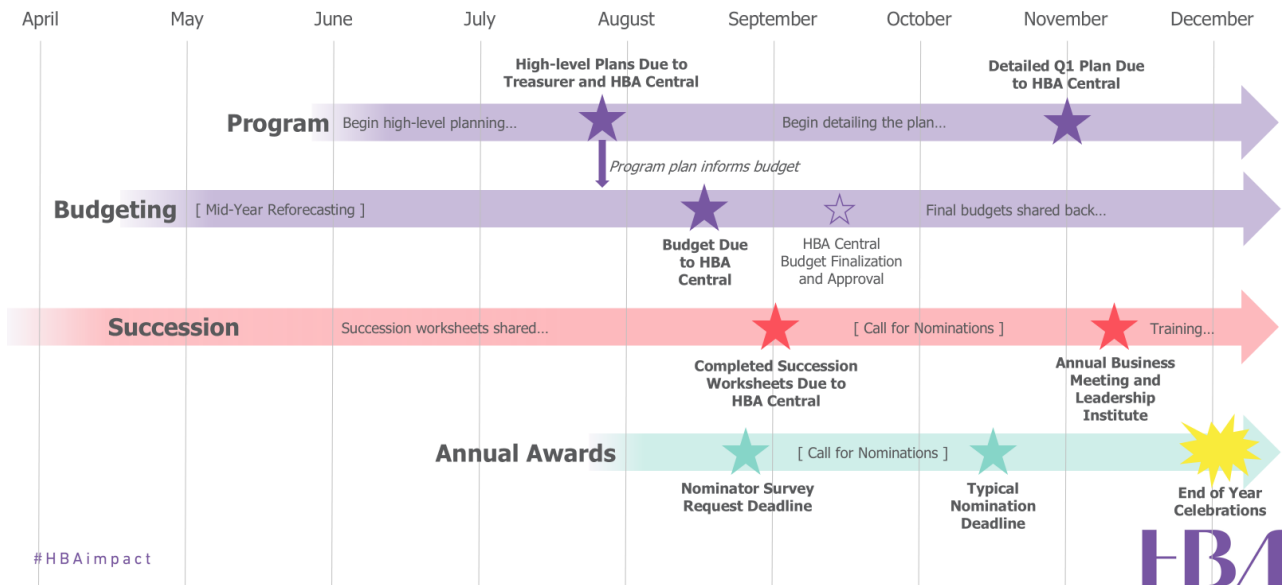 April May June July August September October November December
High-level Plans Due to
Treasurer and HBA Central
Detailed Q1 Plan Due
to HBA Central
Program
Begin high-level planning...
Begin detailing the plan...
Program plan informs budget
Budgeting
[ Mid-Year Reforecasting ]
Final budgets shared back...
Budget Due
to HBA
Central
HBA Central
Budget Finalization
and Approval
Succession
Succession worksheets shared...
[ Call for Nominations ]
Training...
Completed Succession
Worksheets Due to
HBA Central
Annual Business
Meeting and
Leadership
Institute
Annual Awards
[ Call for Nominations ]
Nominator Survey
Request Deadline
Typical
Nomination
Deadline
End of Year
Celebrations
#HBAimpact
HBA